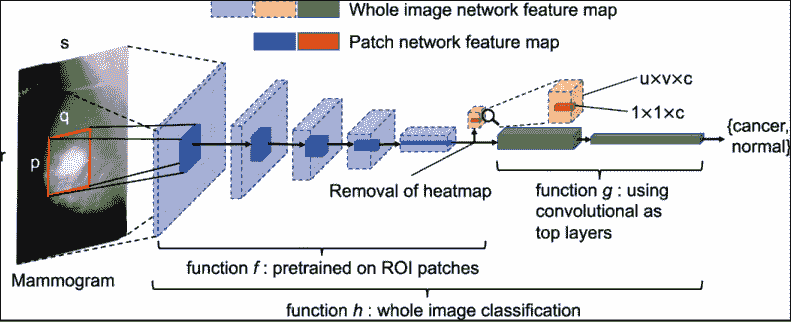 Whole image network feature map
Patch network feature map
s
u×v×c
q
1×1×c
r
p
{cancer,
normal}
Removal of heatmap
function g : using
convolutional as
top layers
function f : pretrained on ROI patches
Mammogram
function h : whole image classification